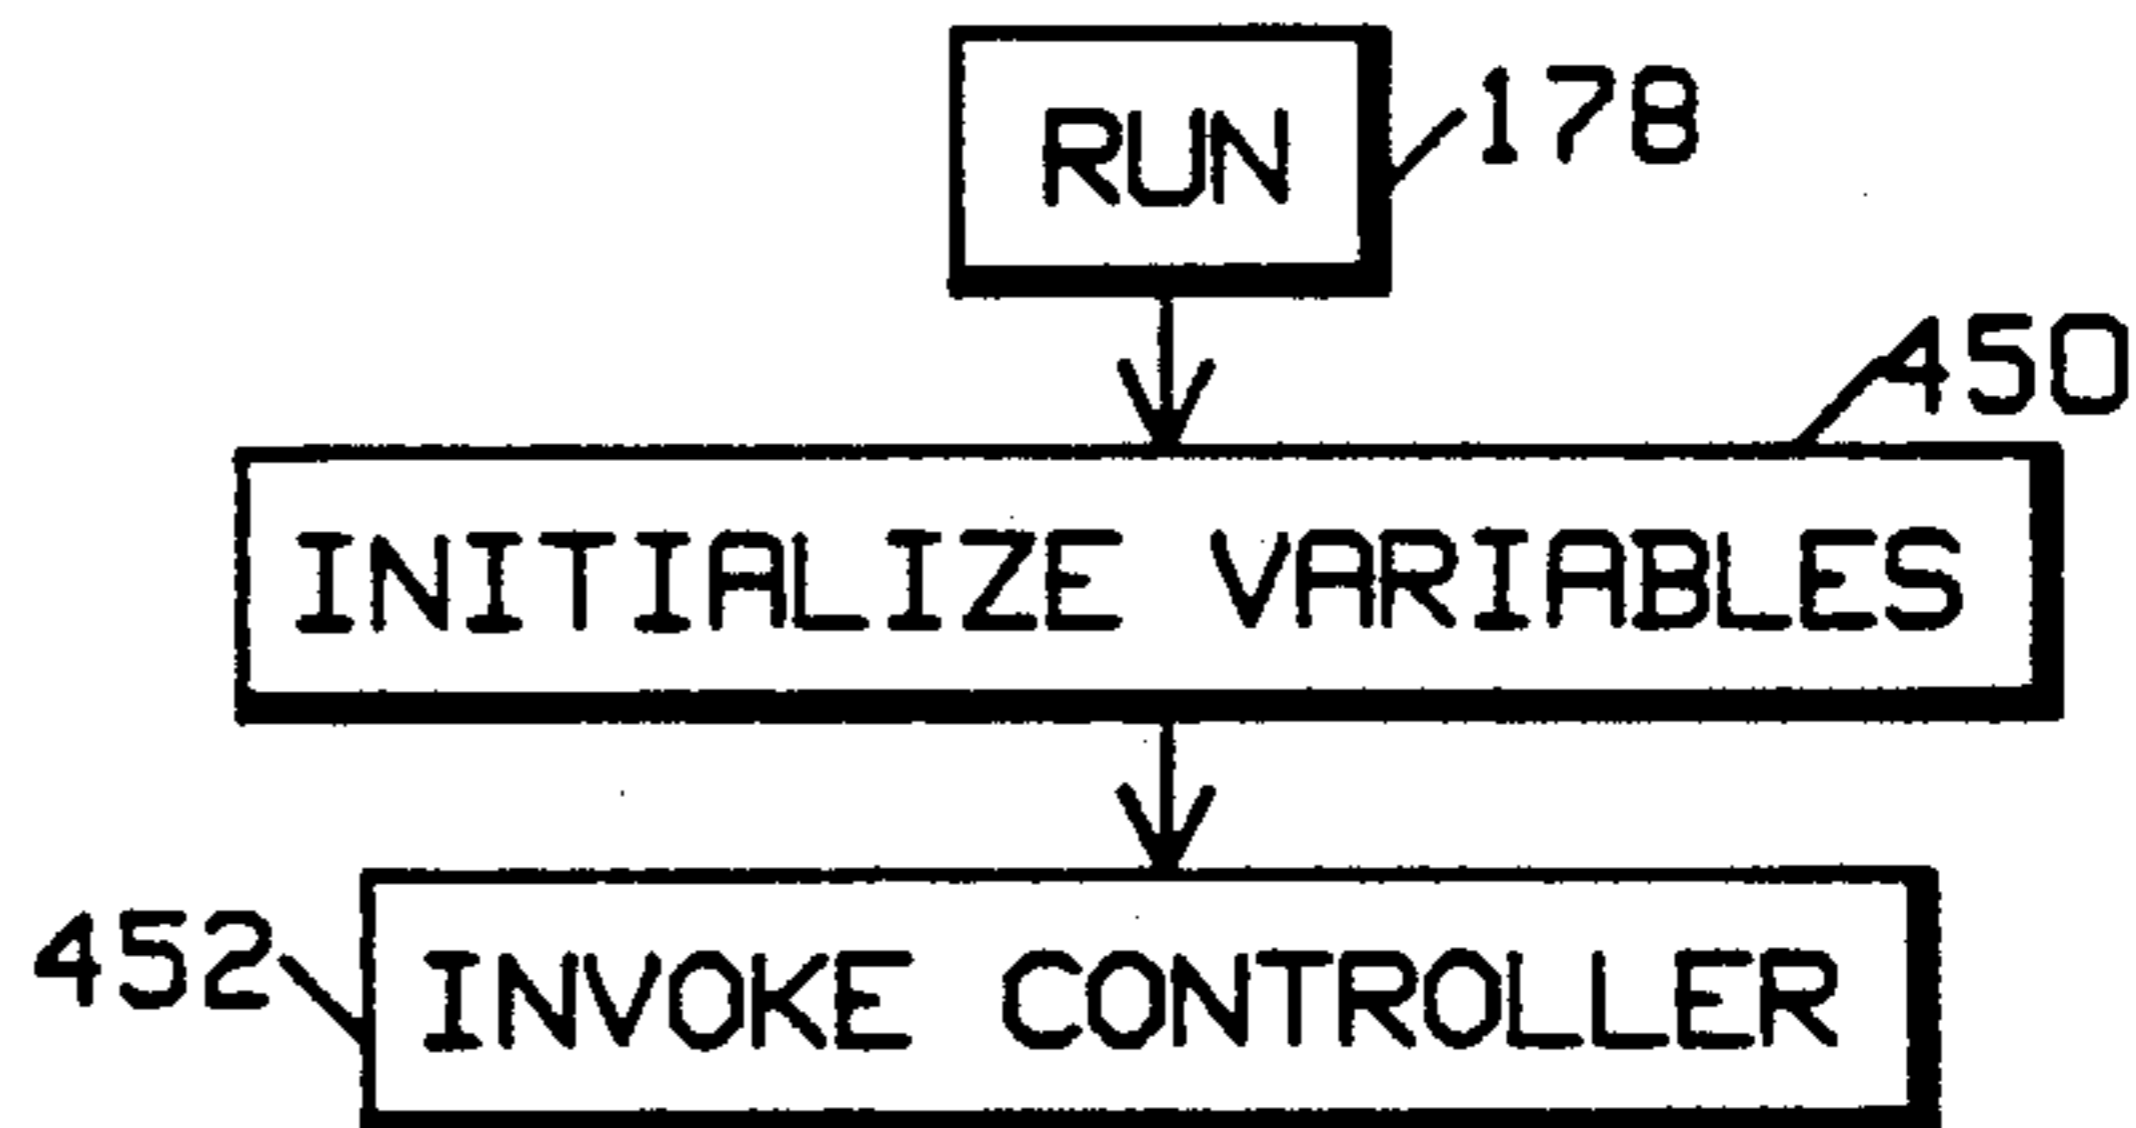 RUN
178
450
INITIALIZE VARIABLES
452
INVOKE CONTROLLER